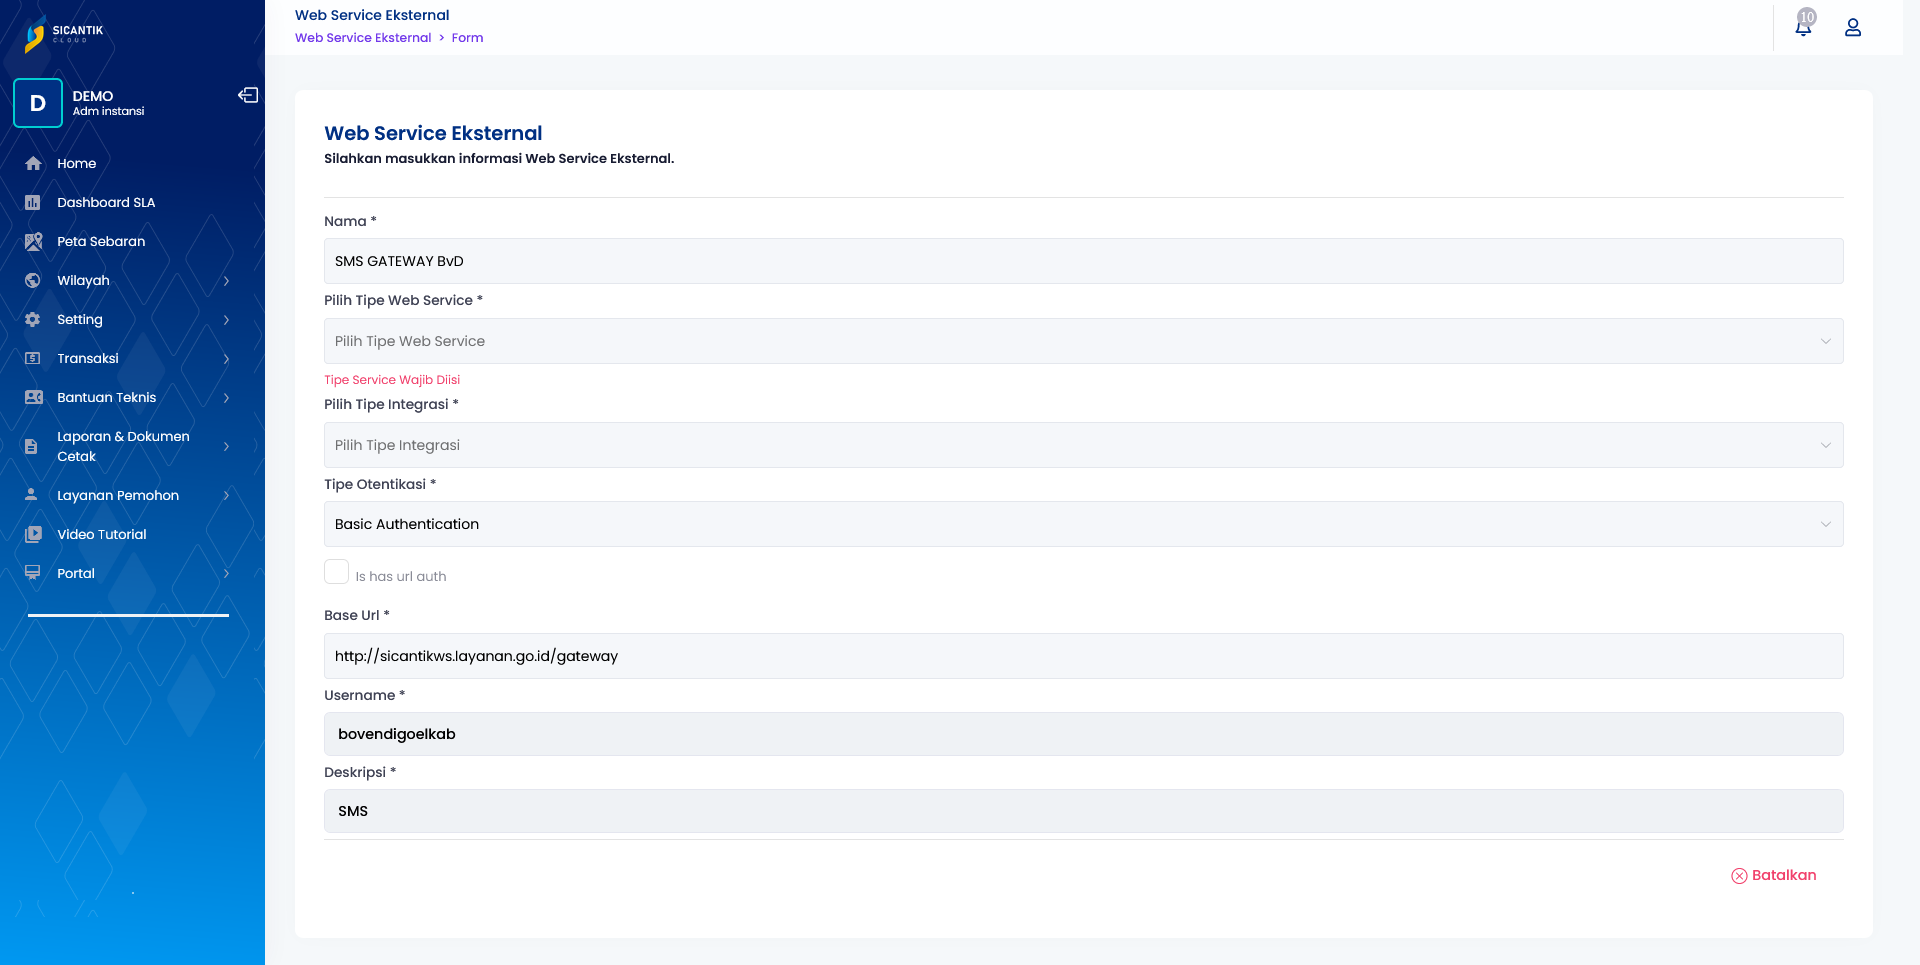 SICANTIK
CLOUD
D
DEMO
Adm instansi
Home
Dashboard SLA
Peta Sebaran
Wilayah
Setting
Transaksi
Bantuan Teknis
Laporan & Dokumen
Cetak
Layanan Pemohon
Video Tutorial
Portal
Web Service Eksternal
Web Service Eksternal > Form
10
Web Service Eksternal
Silahkan masukkan informasi Web Service Eksternal.
Nama *
SMS GATEWAY BvD
Pilih Tipe Web Service *
Pilih Tipe Web Service
Tipe Service Wajib Diisi
Pilih Tipe Integrasi *
Pilih Tipe Integrasi
Tipe Otentikasi *
Basic Authentication
Is has url auth
Base Url *
http://sicantikws.layanan.go.id/gateway
Username *
bovendigoelkab
Deskripsi *
SMS
Batalkan